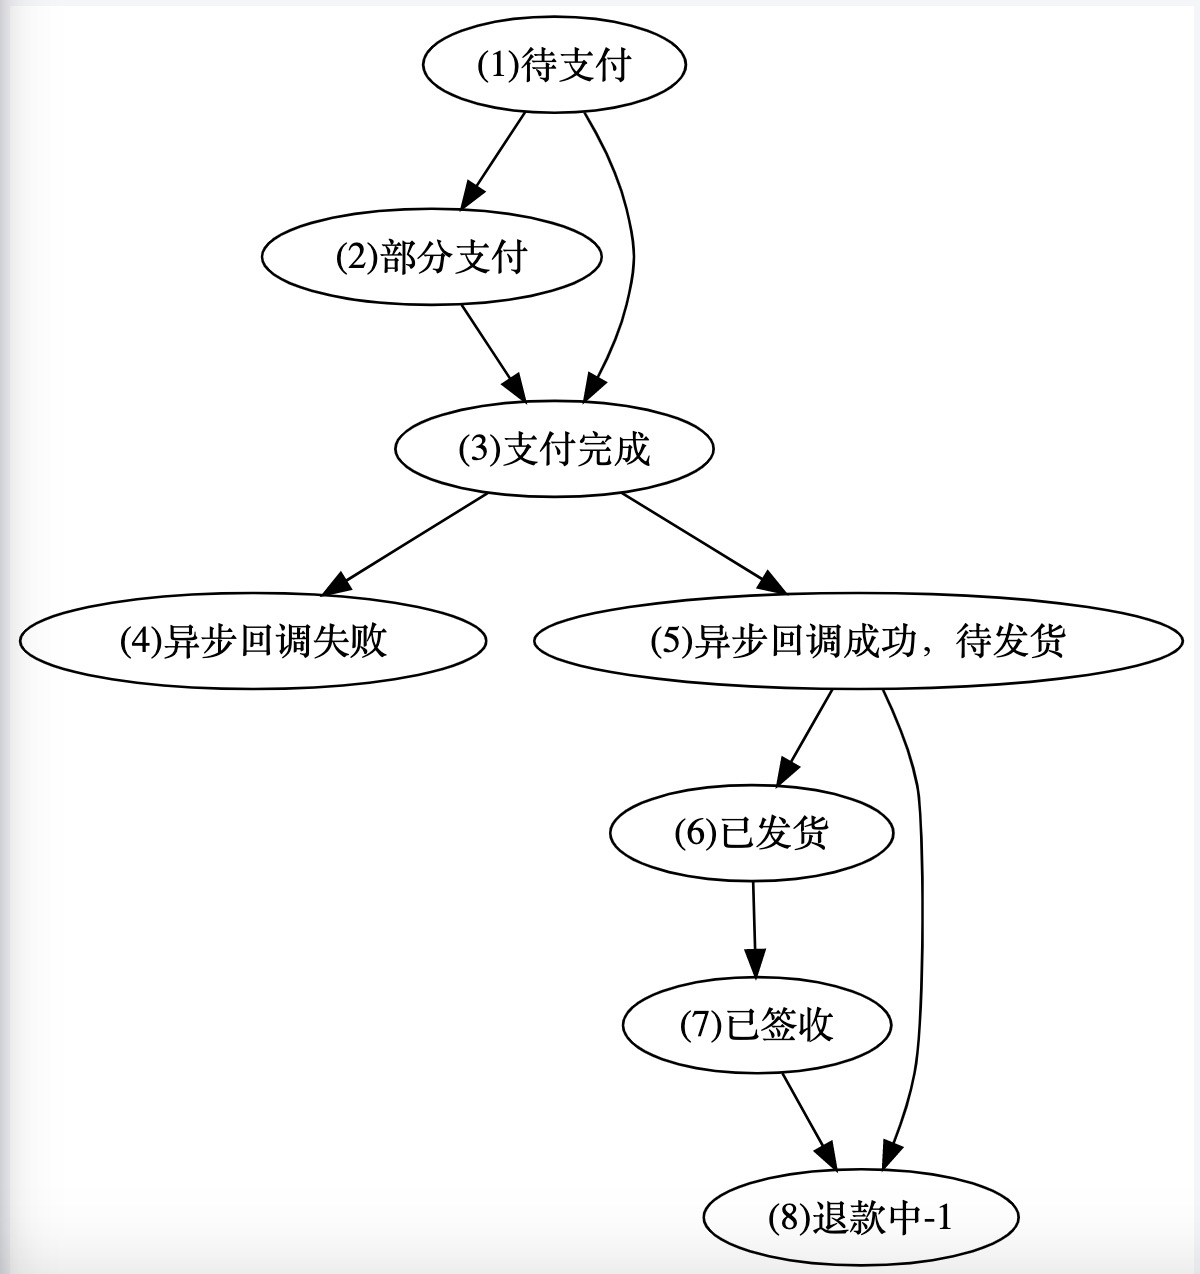 (1)待支付
(2)部分支付
(3)支付完成
(4)异步回调失败
(5)异步回调成功，待发货
(6)已发货
(7)已签收
(8)退款中-1